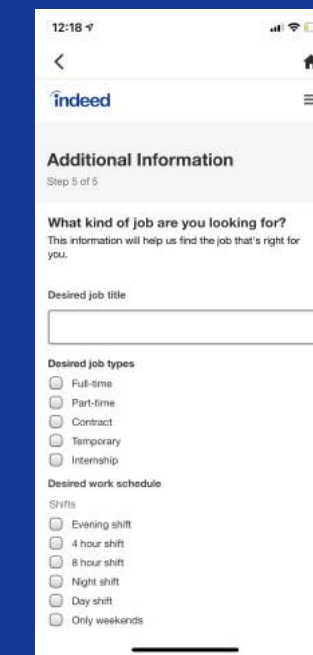 12:18
indeed
Additional Information
Step 5 of 5
What kind of job are you looking for?
This information will help us find the job that's right for
you.
Desired job title
Desired job types
Full-time
Part-time
Contract
Temporary
Internship
Desired work schedule
Shifts
Evening shift
4 hour shift
8 hour shift
Night shift
Day shift
Only weekends